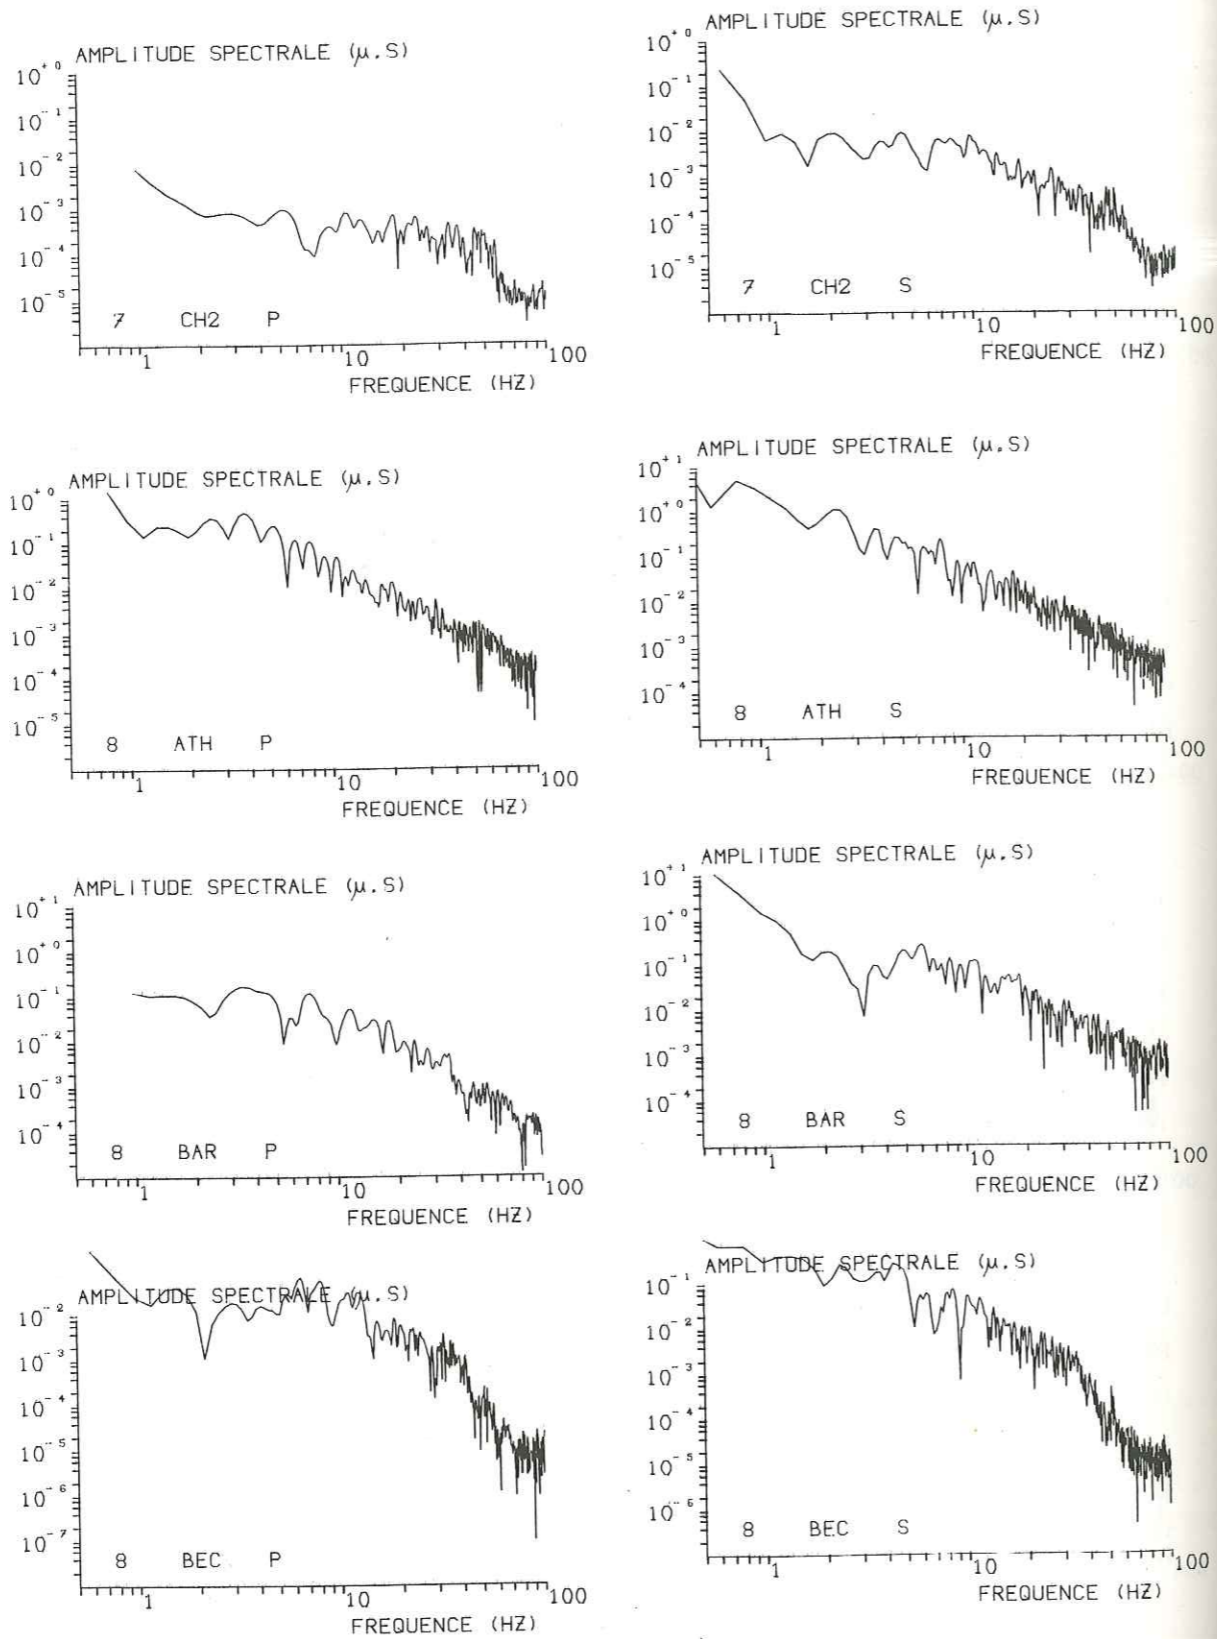 AMPLITUDE SPECTRALE (μ.S)
10⁺⁰
10⁻¹
10⁻²
10⁻³
10⁻⁴
10⁻⁵
7 CH2 P
1 10 100
FREQUENCE (HZ)
AMPLITUDE SPECTRALE (μ.S)
10⁺⁰
10⁻¹
10⁻²
10⁻³
10⁻⁴
10⁻⁵
7 CH2 S
1 10 100
FREQUENCE (HZ)
AMPLITUDE SPECTRALE (μ.S)
10⁺⁰
10⁻¹
10⁻²
10⁻³
10⁻⁴
10⁻⁵
8 ATH P
1 10 100
FREQUENCE (HZ)
AMPLITUDE SPECTRALE (μ.S)
10⁺¹
10⁺⁰
10⁻¹
10⁻²
10⁻³
10⁻⁴
8 ATH S
1 10 100
FREQUENCE (HZ)
AMPLITUDE SPECTRALE (μ.S)
10⁺¹
10⁺⁰
10⁻¹
10⁻²
10⁻³
10⁻⁴
8 BAR P
1 10 100
FREQUENCE (HZ)
AMPLITUDE SPECTRALE (μ.S)
10⁺¹
10⁺⁰
10⁻¹
10⁻²
10⁻³
10⁻⁴
8 BAR S
1 10 100
FREQUENCE (HZ)
AMPLITUDE SPECTRALE (μ.S)
10⁻²
10⁻³
10⁻⁴
10⁻⁵
10⁻⁶
10⁻⁷
8 BEC P
1 10 100
FREQUENCE (HZ)
AMPLITUDE SPECTRALE (μ.S)
10⁻¹
10⁻²
10⁻³
10⁻⁴
10⁻⁵
10⁻⁶
8 BEC S
1 10 100
FREQUENCE (HZ)